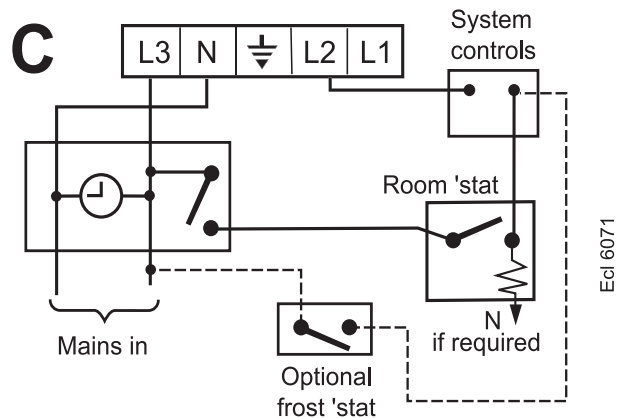 C
L3 N L2 L1
System
controls
Room 'stat
N
if required
Mains in
Optional
frost 'stat
Ecl 6071